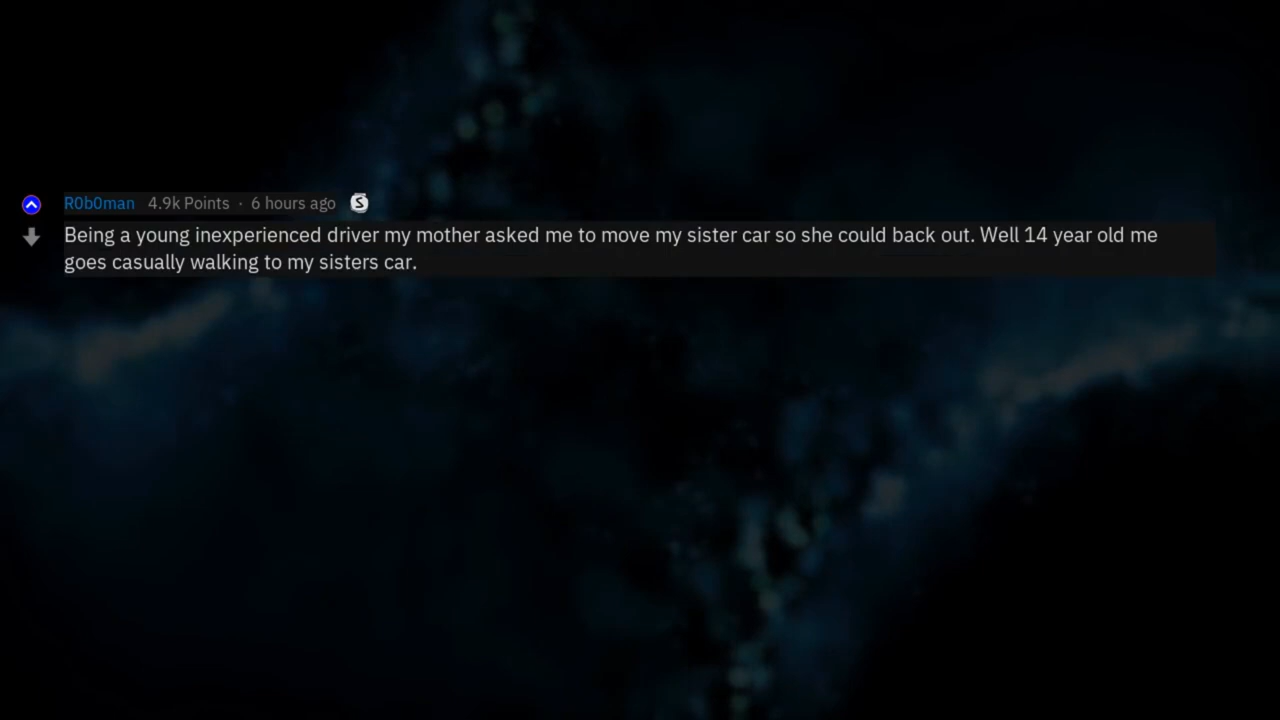 R0b0man 4.9k Points · 6 hours ago S
Being a young inexperienced driver my mother asked me to move my sister car so she could back out. Well 14 year old me
goes casually walking to my sisters car.